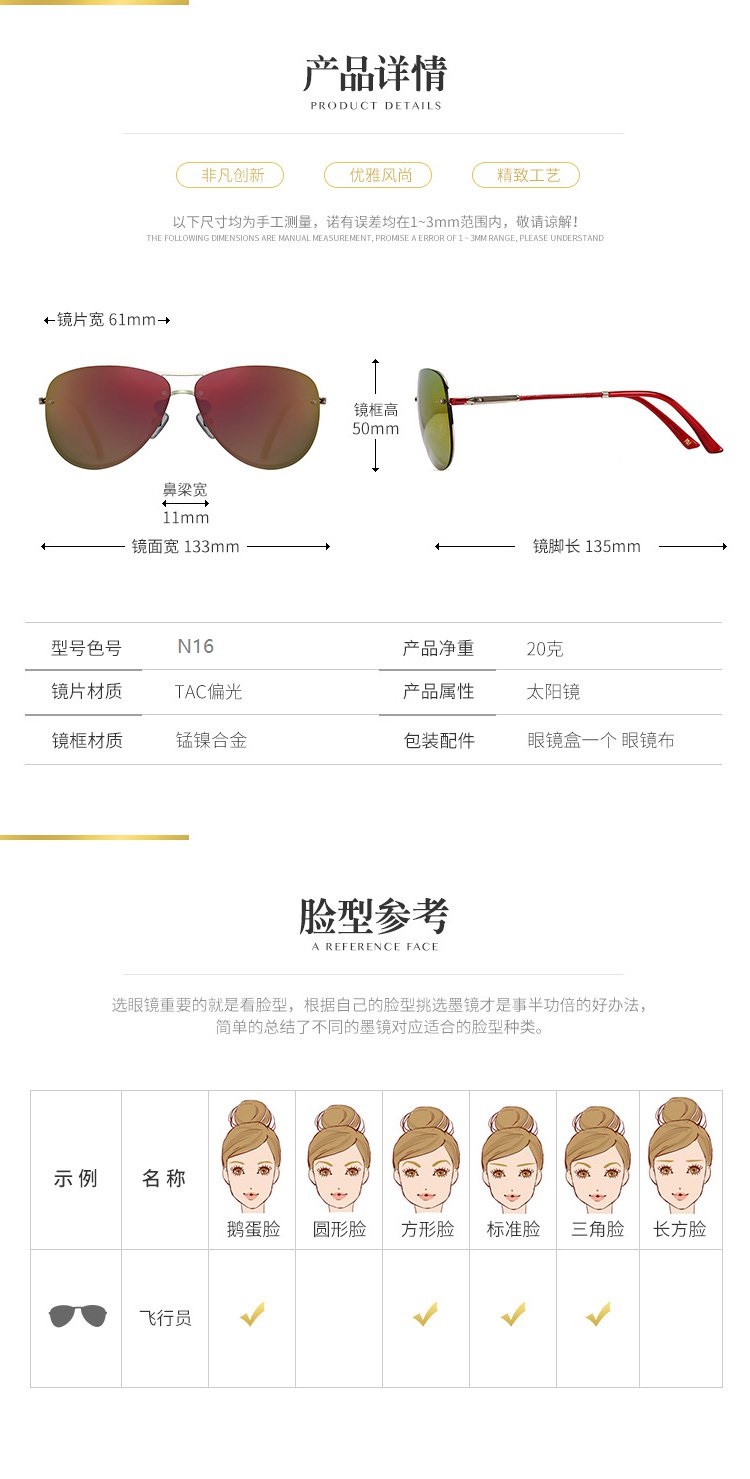 产品详情
PRODUCT DETAILS
非凡创新
优雅风尚
精致工艺
以下尺寸均为手工测量，诺有误差均在1~3mm范围内，敬请谅解！
THE FOLLOWING DIMENSIONS ARE MANUAL MEASUREMENT, PROMISE A ERROR OF 1 ~ 3MM RANGE, PLEASE UNDERSTAND
镜片宽 61mm
镜框高
50mm
鼻梁宽
11mm
镜面宽 133mm
镜脚长 135mm
型号色号 N16 产品净重 20克
镜片材质 TAC偏光 产品属性 太阳镜
镜框材质 锰镍合金 包装配件 眼镜盒一个 眼镜布
脸型参考
A REFERENCE FACE
选眼镜重要的就是看脸型，根据自己的脸型挑选墨镜才是事半功倍的好办法，
简单的总结了不同的墨镜对应适合的脸型种类。
示例 名称 鹅蛋脸 圆形脸 方形脸 标准脸 三角脸 长方脸
飞行员